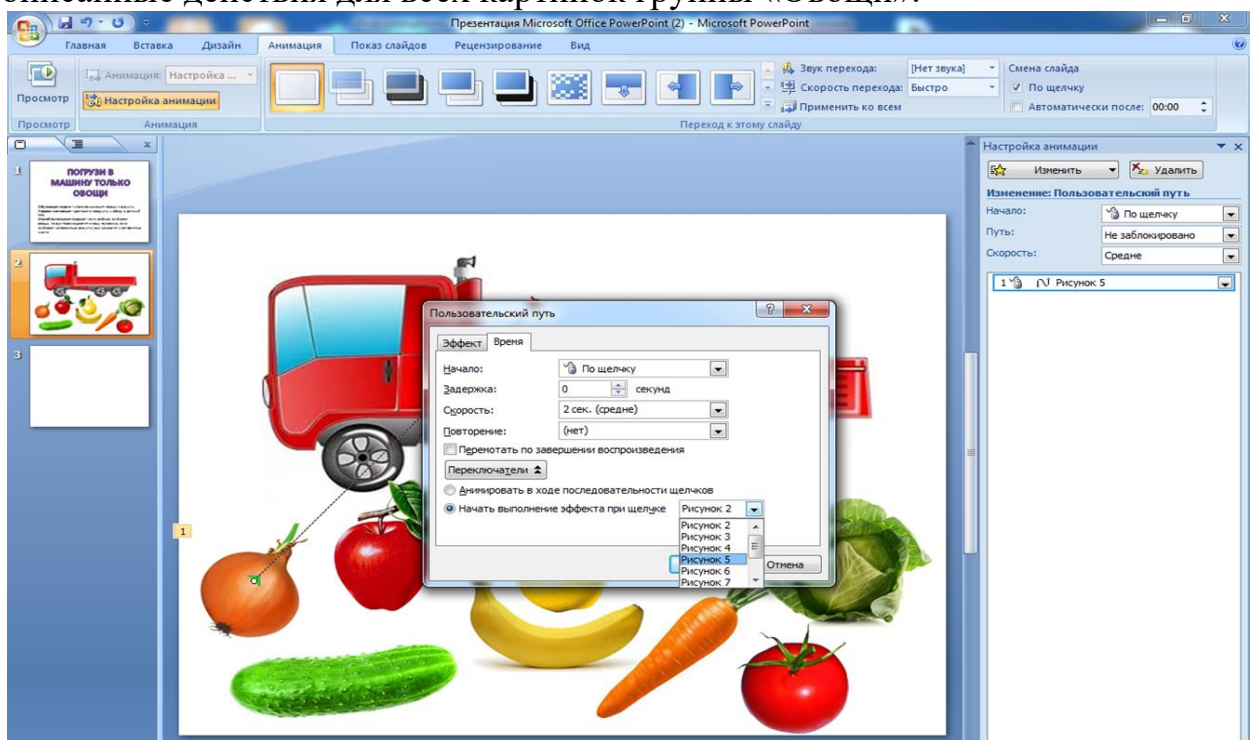 описанные действия для всех картинок группы «Овощи».
Презентация Microsoft Office PowerPoint (2) - Microsoft PowerPoint
Главная Вставка Дизайн Анимация Показ слайдов Рецензирование Вид
Просмотр
Анимация: Настройка ...
Настройка анимации
Звук перехода: [Нет звука]
Скорость перехода: Быстро
Применить ко всем
Смена слайда
По щелчку
Автоматически после: 00:00
Просмотр Анимация Переход к этому слайду
1
ПОГРУЗИ В
МАШИНУ ТОЛЬКО
ОВОЩИ
2
3
1
Пользовательский путь
Эффект Время
Начало: По щелчку
Задержка: 0 секунд
Скорость: 2 сек. (средне)
Повторение: (нет)
Перемотать по завершении воспроизведения
Переключатели
Анимировать в ходе последовательности щелчков
Начать выполнение эффекта при щелчке Рисунок 2
Рисунок 2
Рисунок 3
Рисунок 4
Рисунок 5
Рисунок 6
Рисунок 7
Отмена
Настройка анимации
Изменить Удалить
Изменение: Пользовательский путь
Начало: По щелчку
Путь: Не заблокировано
Скорость: Средне
1 Рисунок 5